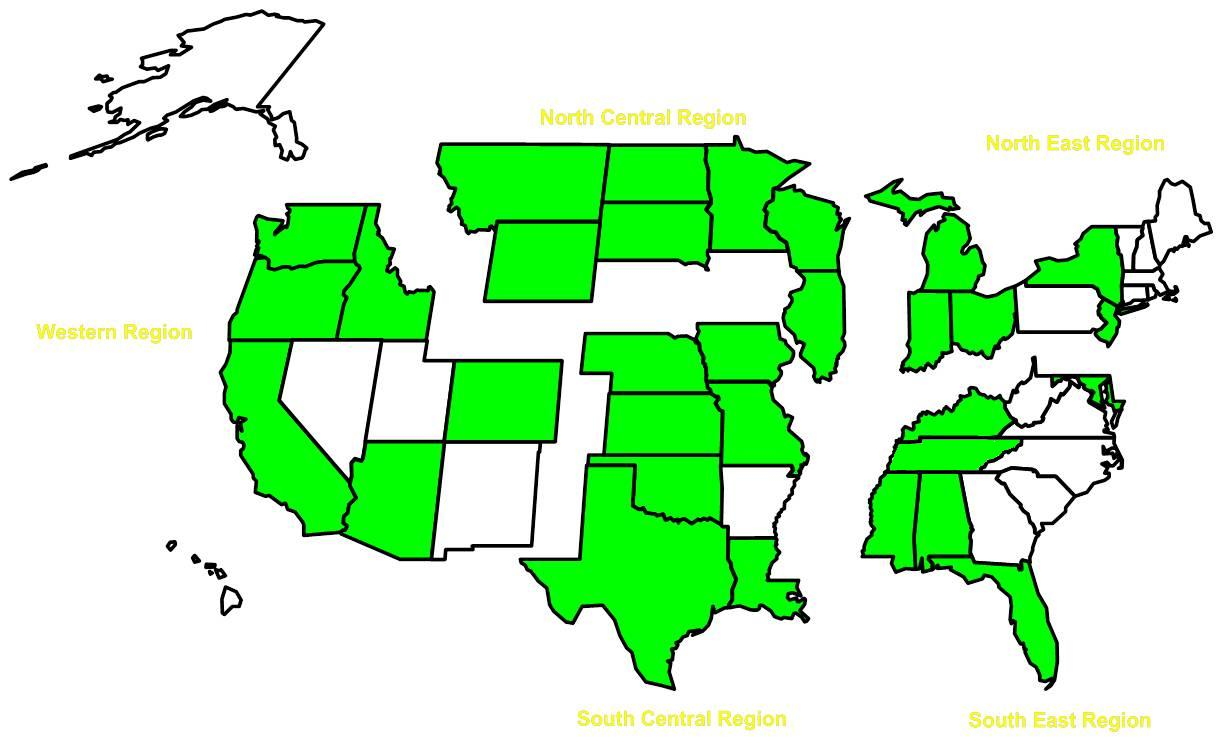 North Central Region
North East Region
Western Region
South Central Region
South East Region